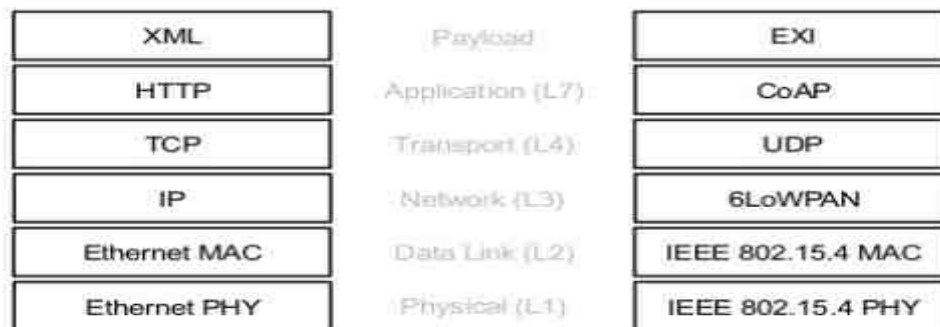 XML Payload EXI
HTTP Application (L7) CoAP
TCP Transport (L4) UDP
IP Network (L3) 6LoWPAN
Ethernet MAC Data Link (L2) IEEE 802.15.4 MAC
Ethernet PHY Physical (L1) IEEE 802.15.4 PHY